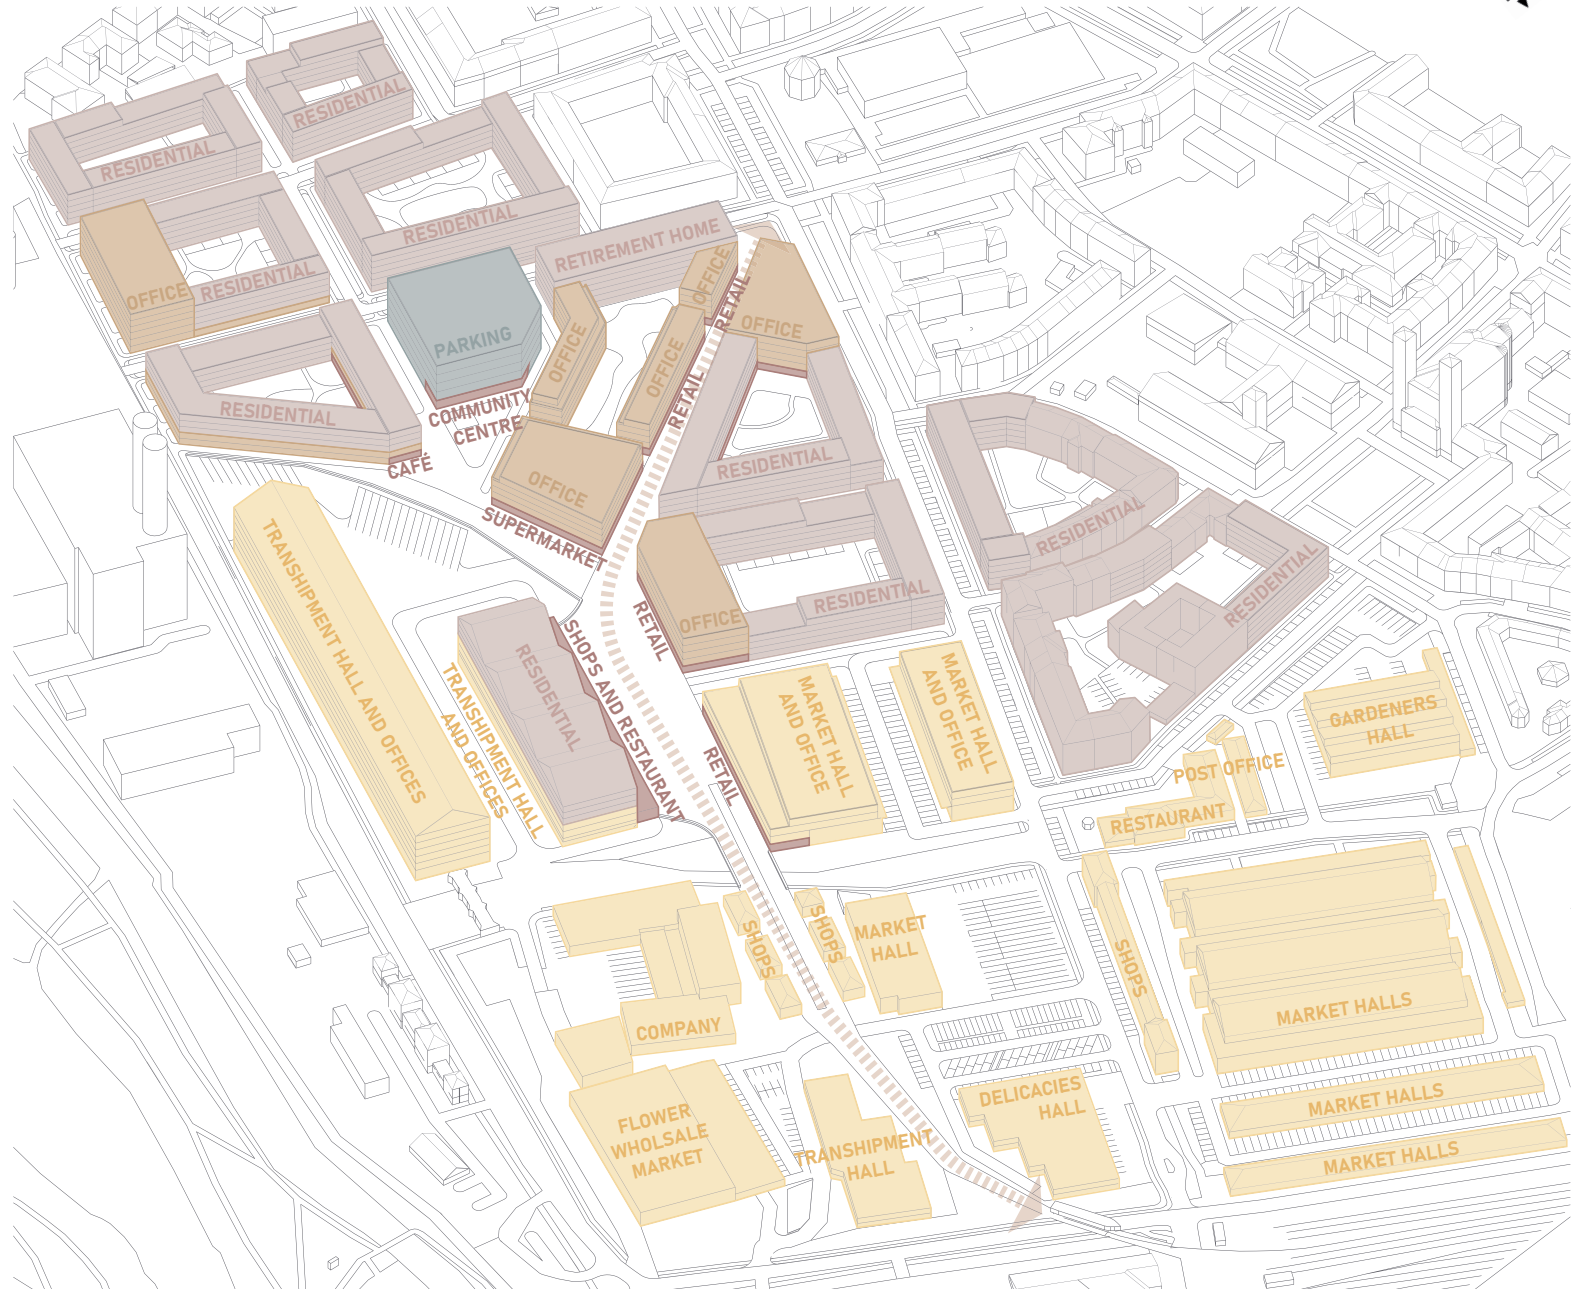 RESIDENTIAL
RESIDENTIAL
RESIDENTIAL
RETIREMENT HOME
OFFICE
RESIDENTIAL
OFFICE
RETAIL
OFFICE
PARKING
OFFICE
OFFICE
RESIDENTIAL
RETAIL
COMMUNITY
CENTRE
CAFÉ
RESIDENTIAL
OFFICE
SUPERMARKET
RESIDENTIAL
RESIDENTIAL
RESIDENTIAL
OFFICE
RETAIL
TRANSHIPMENT HALL AND OFFICES
TRANSHIPMENT HALL
AND OFFICES
RESIDENTIAL
SHOPS AND RESTAURANT
RETAIL
MARKET HALL
AND OFFICE
MARKET HALL
AND OFFICE
GARDENERS
HALL
POST OFFICE
RESTAURANT
SHOPS
SHOPS
MARKET
HALL
SHOPS
MARKET HALLS
COMPANY
MARKET HALLS
MARKET HALLS
FLOWER
WHOLSALE
MARKET
TRANSHIPMENT
HALL
DELICACIES
HALL